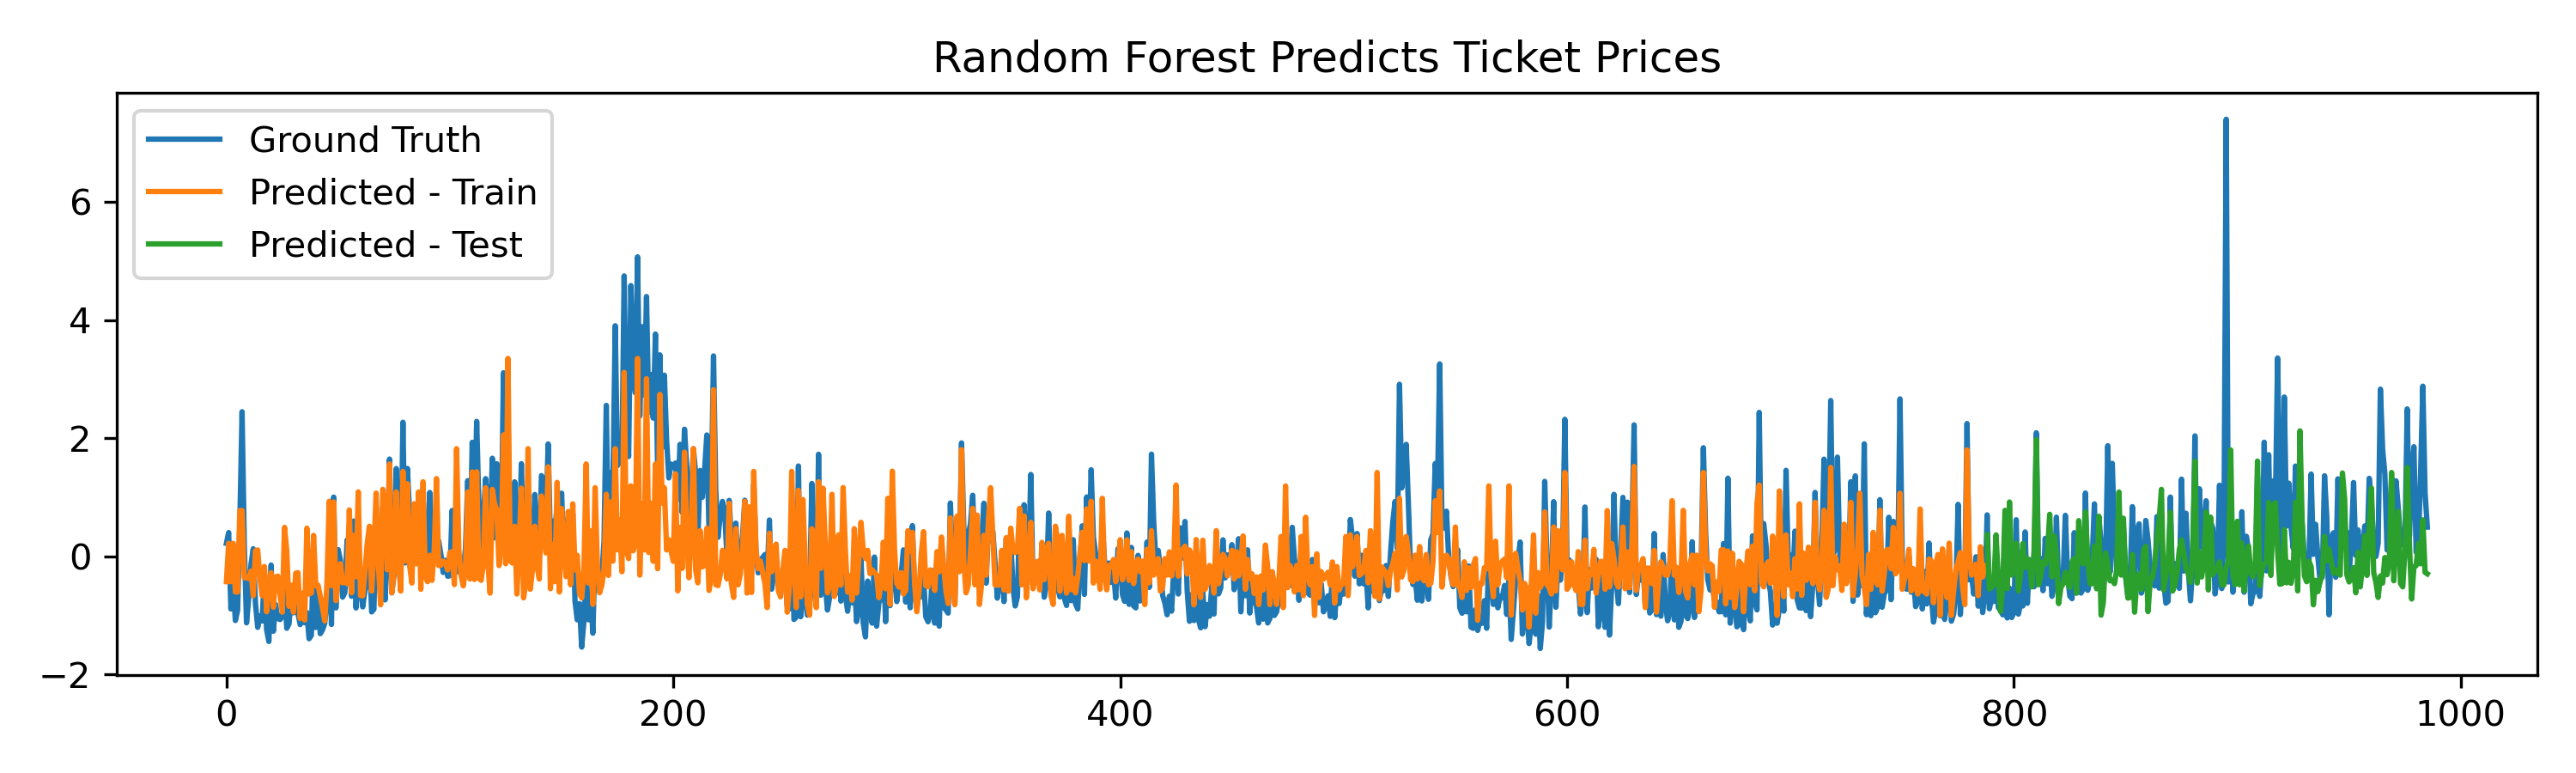 Random Forest Predicts Ticket Prices
Ground Truth
Predicted - Train
Predicted - Test
6
4
2
0
−2
0
200
400
600
800
1000